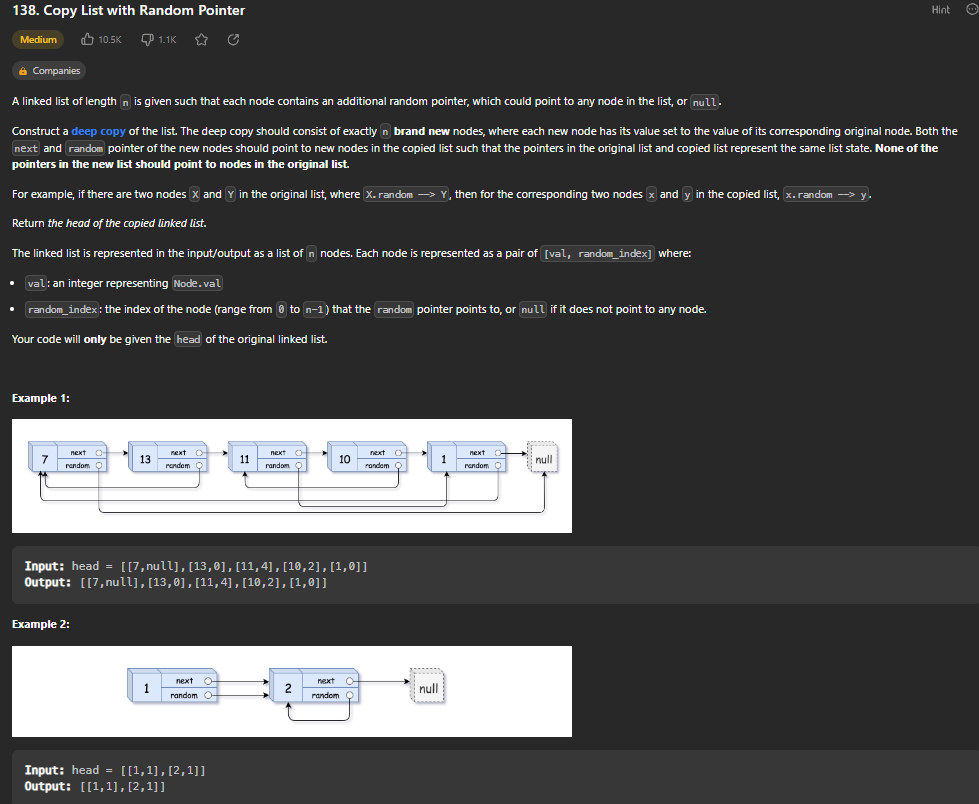 138. Copy List with Random Pointer
Hint
Medium 10.5K 1.1K
Companies
A linked list of length n is given such that each node contains an additional random pointer, which could point to any node in the list, or null.
Construct a deep copy of the list. The deep copy should consist of exactly n brand new nodes, where each new node has its value set to the value of its corresponding original node. Both the
next and random pointer of the new nodes should point to new nodes in the copied list such that the pointers in the original list and copied list represent the same list state. None of the
pointers in the new list should point to nodes in the original list.
For example, if there are two nodes X and Y in the original list, where X.random --> Y, then for the corresponding two nodes x and y in the copied list, x.random --> y.
Return the head of the copied linked list.
The linked list is represented in the input/output as a list of n nodes. Each node is represented as a pair of [val, random_index] where:
• val: an integer representing Node.val
• random_index: the index of the node (range from 0 to n-1) that the random pointer points to, or null if it does not point to any node.
Your code will only be given the head of the original linked list.
Example 1:
7 next random 13 next random 11 next random 10 next random 1 next random null
Input: head = [[7,null],[13,0],[11,4],[10,2],[1,0]]
Output: [[7,null],[13,0],[11,4],[10,2],[1,0]]
Example 2:
1 next random 2 next random null
Input: head = [[1,1],[2,1]]
Output: [[1,1],[2,1]]